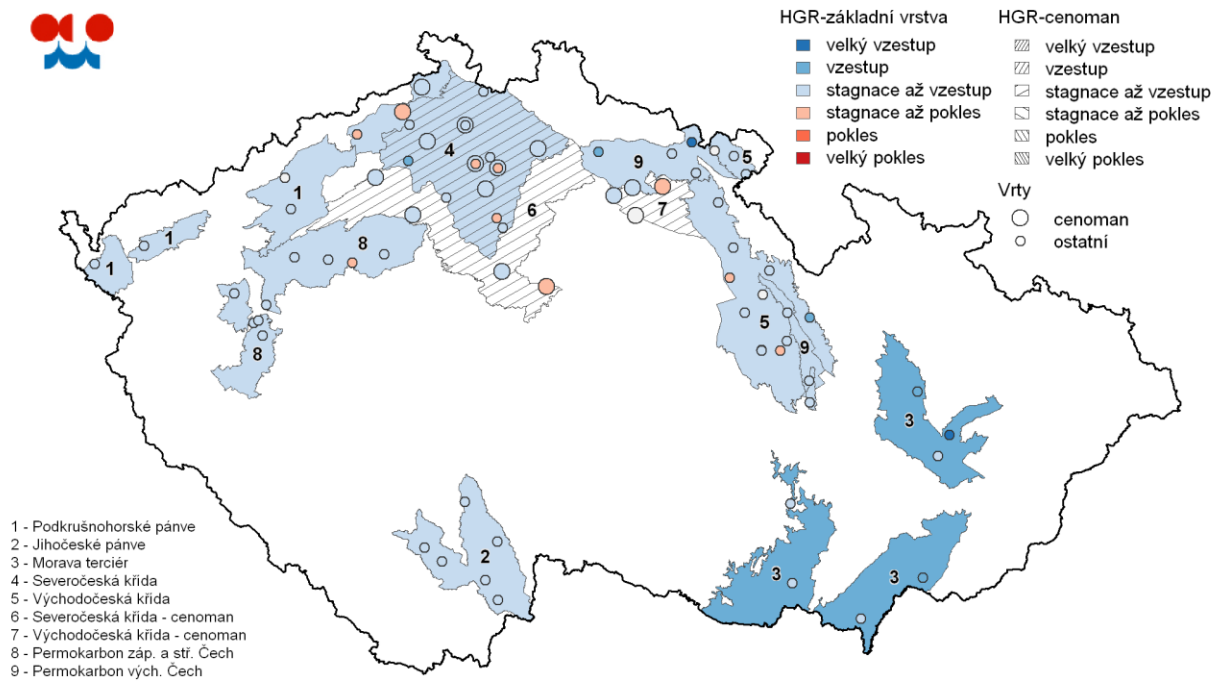 HGR-základní vrstva
velký vzestup
vzestup
stagnace až vzestup
stagnace až pokles
pokles
velký pokles
HGR-cenoman
velký vzestup
vzestup
stagnace až vzestup
stagnace až pokles
pokles
velký pokles
Vrty
cenoman
ostatní
4
9
5
1
6
7
1
8
1
5
9
8
3
2
3
3
1 - Podkrušnohorské pánve
2 - Jihočeské pánve
3 - Morava terciér
4 - Severočeská křída
5 - Východočeská křída
6 - Severočeská křída - cenoman
7 - Východočeská křída - cenoman
8 - Permokarbon záp. a stř. Čech
9 - Permokarbon vých. Čech